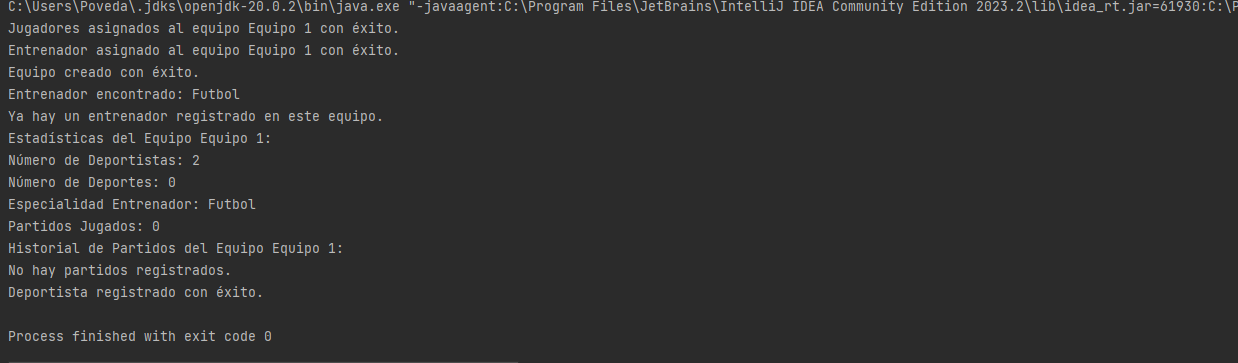 C:\Users\Poveda\.jdks\openjdk-20.0.2\bin\java.exe "-javaagent:C:\Program Files\JetBrains\IntelliJ IDEA Community Edition 2023.2\lib\idea_rt.jar=61930:C:\P
Jugadores asignados al equipo Equipo 1 con éxito.
Entrenador asignado al equipo Equipo 1 con éxito.
Equipo creado con éxito.
Entrenador encontrado: Futbol
Ya hay un entrenador registrado en este equipo.
Estadísticas del Equipo Equipo 1:
Número de Deportistas: 2
Número de Deportes: 0
Especialidad Entrenador: Futbol
Partidos Jugados: 0
Historial de Partidos del Equipo Equipo 1:
No hay partidos registrados.
Deportista registrado con éxito.
Process finished with exit code 0